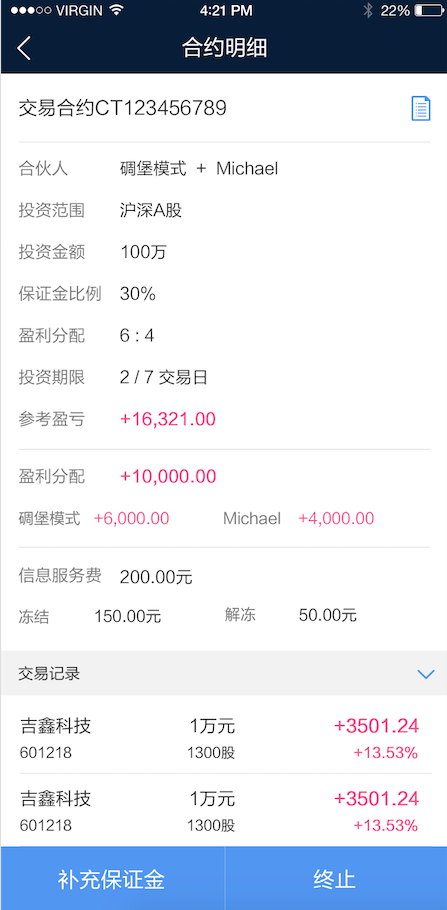 VIRGIN 4:21 PM 22%
合约明细
交易合约CT123456789
合伙人 碉堡模式 + Michael
投资范围 沪深A股
投资金额 100万
保证金比例 30%
盈利分配 6 : 4
投资期限 2 / 7 交易日
参考盈亏 +16,321.00
盈利分配 +10,000.00
碉堡模式 +6,000.00 Michael +4,000.00
信息服务费 200.00元
冻结 150.00元 解冻 50.00元
交易记录
吉鑫科技 1万元 +3501.24
601218 1300股 +13.53%
吉鑫科技 1万元 +3501.24
601218 1300股 +13.53%
补充保证金 终止